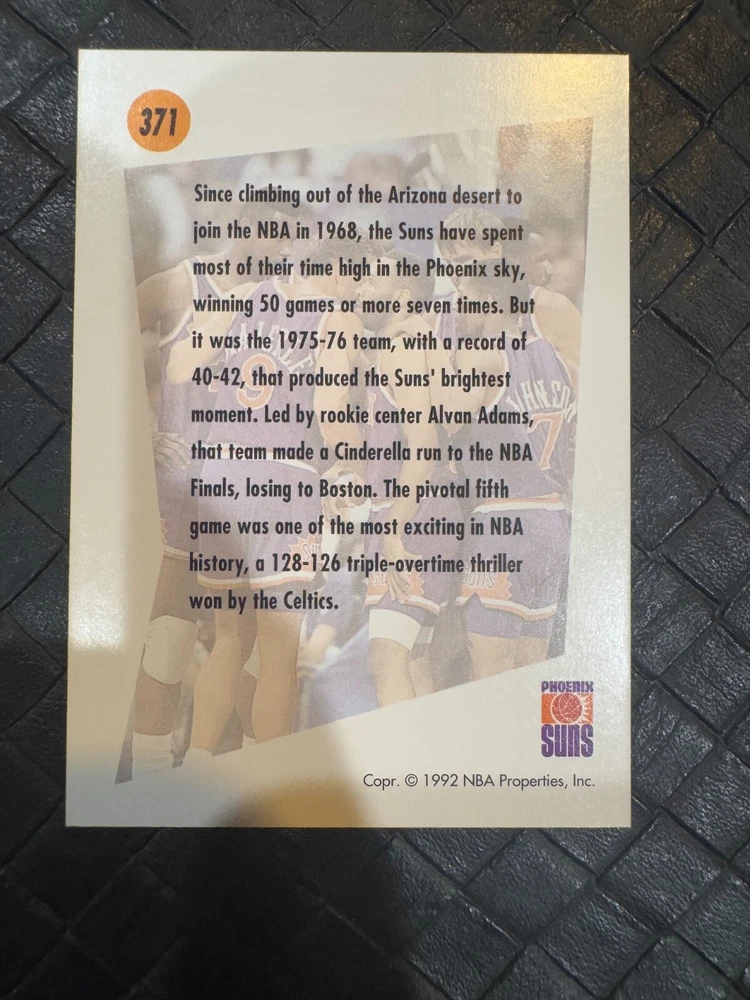 371
Since climbing out of the Arizona desert to
join the NBA in 1968, the Suns have spent
most of their time high in the Phoenix sky,
winning 50 games or more seven times. But
it was the 1975-76 team, with a record of
40-42, that produced the Suns' brightest
moment. Led by rookie center Alvan Adams,
that team made a Cinderella run to the NBA
Finals, losing to Boston. The pivotal fifth
game was one of the most exciting in NBA
history, a 128-126 triple-overtime thriller
won by the Celtics.
9
7
PHOENIX
SUNS
Copr. © 1992 NBA Properties, Inc.